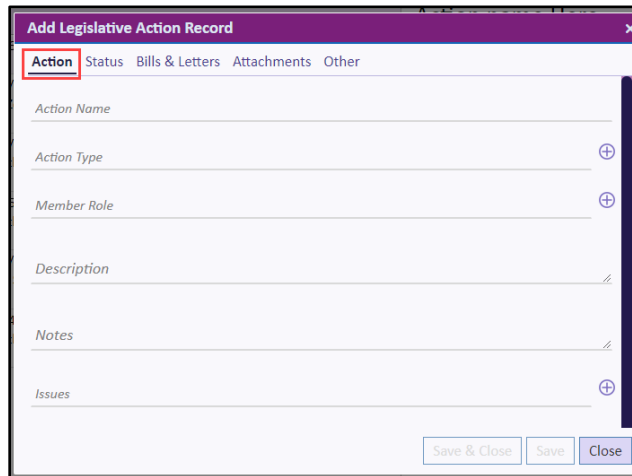 Add Legislative Action Record
Action Status Bills & Letters Attachments Other
Action Name
Action Type
Member Role
Description
Notes
Issues
Save & Close Save Close